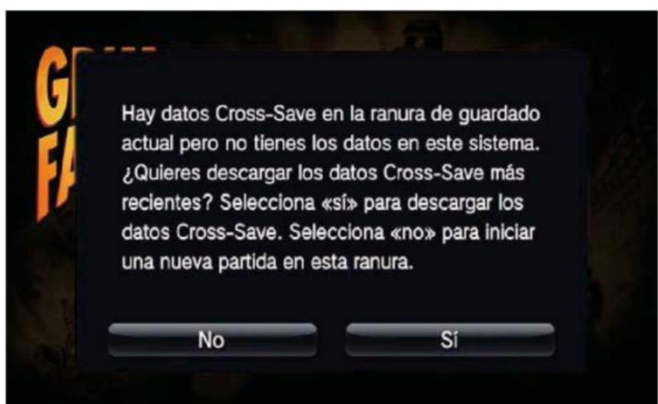 Hay datos Cross-Save en la ranura de guardado
actual pero no tienes los datos en este sistema.
¿Quieres descargar los datos Cross-Save más
recientes? Selecciona «sí» para descargar los
datos Cross-Save. Selecciona «no» para iniciar
una nueva partida en esta ranura.
No
Sí